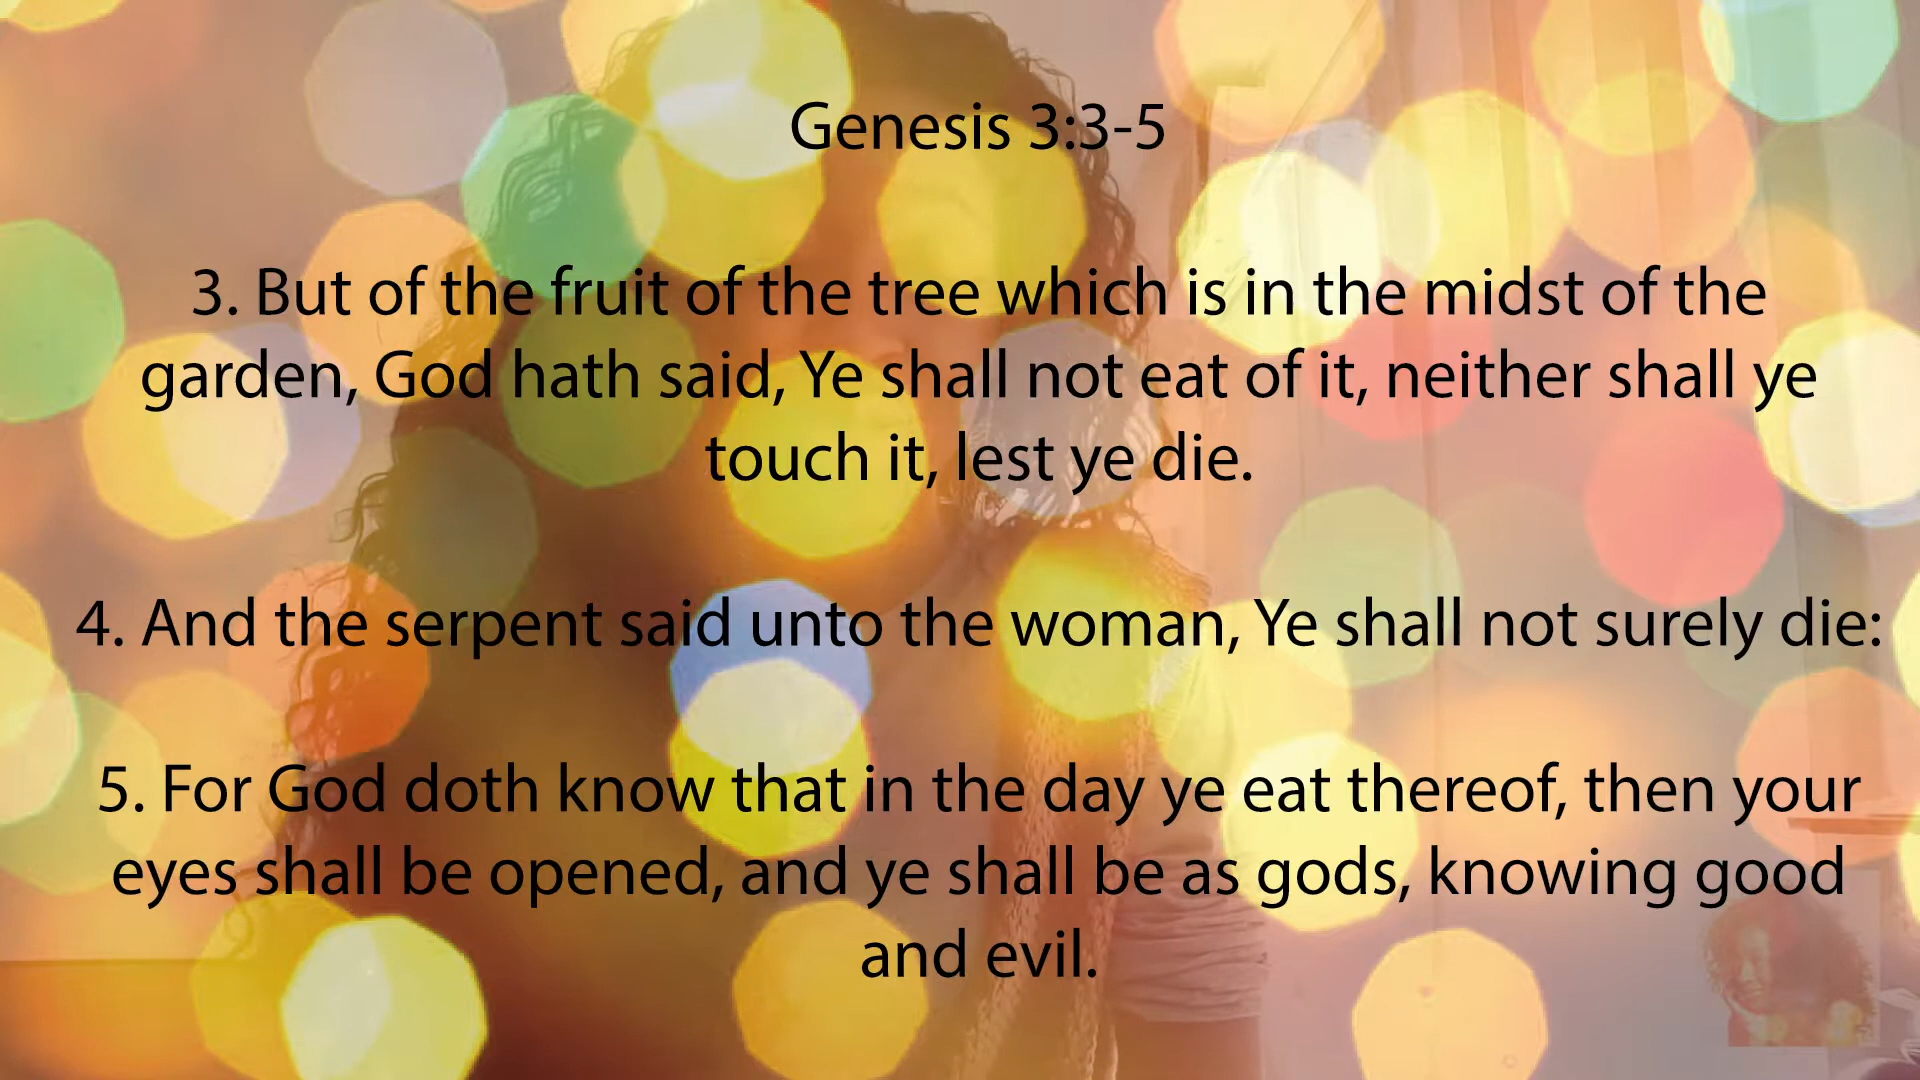 Genesis 3:3-5
3. But of the fruit of the tree which is in the midst of the
garden, God hath said, Ye shall not eat of it, neither shall ye
touch it, lest ye die.
4. And the serpent said unto the woman, Ye shall not surely die:
5. For God doth know that in the day ye eat thereof, then your
eyes shall be opened, and ye shall be as gods, knowing good
and evil.